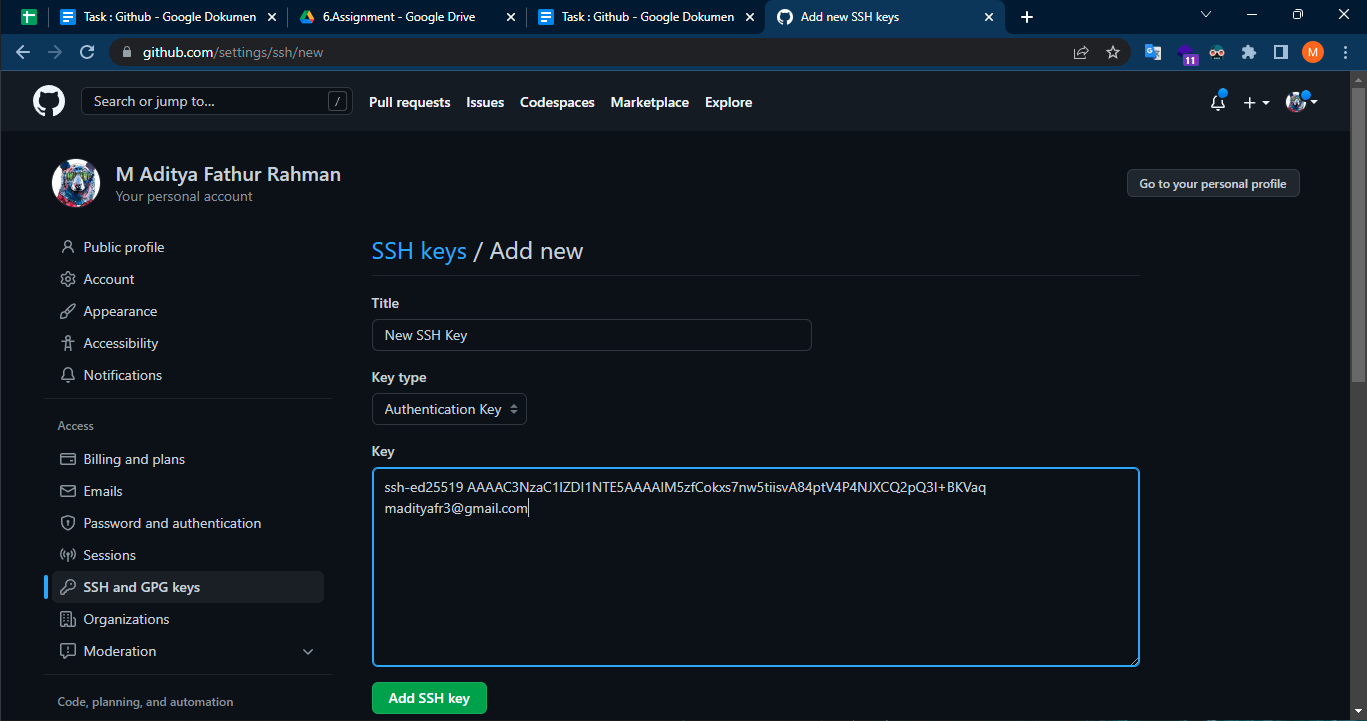 Task : Github - Google Dokumen
6.Assignment - Google Drive
Task : Github - Google Dokumen
Add new SSH keys
github.com/settings/ssh/new
11
M
Search or jump to...
/
Pull requests
Issues
Codespaces
Marketplace
Explore
M Aditya Fathur Rahman
Your personal account
Go to your personal profile
Public profile
Account
Appearance
Accessibility
Notifications
Access
Billing and plans
Emails
Password and authentication
Sessions
SSH and GPG keys
Organizations
Moderation
Code, planning, and automation
SSH keys / Add new
Title
New SSH Key
Key type
Authentication Key
Key
ssh-ed25519 AAAAC3NzaC1lZDI1NTE5AAAAIM5zfCokxs7nw5tiisvA84ptV4P4NJXCQ2pQ3I+BKVaq
madityafr3@gmail.com
Add SSH key